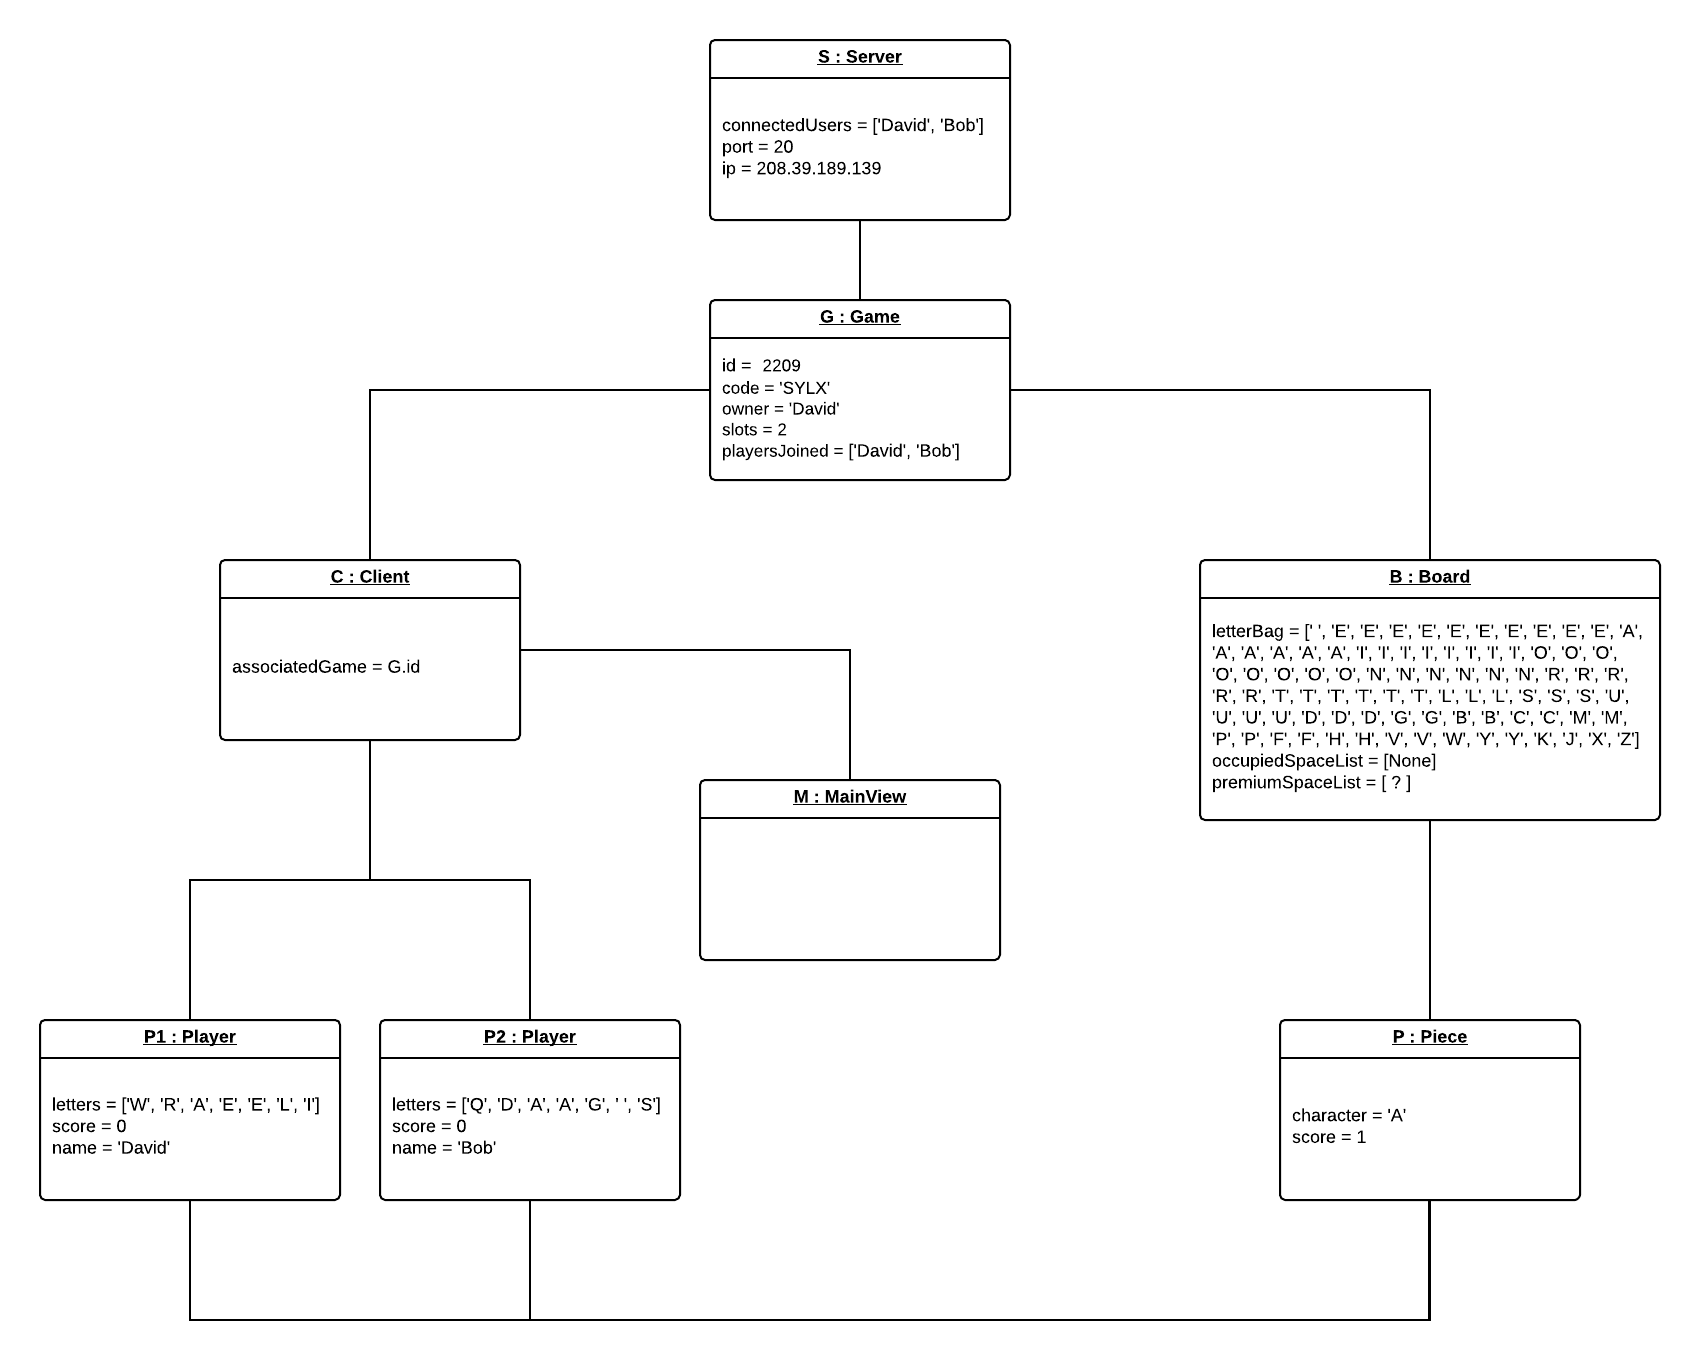 S : Server
connectedUsers = ['David', 'Bob']
port = 20
ip = 208.39.189.139
G : Game
id =  2209
code = 'SYLX'
owner = 'David'
slots = 2
playersJoined = ['David', 'Bob']
C : Client
associatedGame = G.id
B : Board
letterBag = [' ', 'E', 'E', 'E', 'E', 'E', 'E', 'E', 'E', 'E', 'E', 'A',
'A', 'A', 'A', 'A', 'A', 'I', 'I', 'I', 'I', 'I', 'I', 'I', 'I', 'O', 'O', 'O',
'O', 'O', 'O', 'O', 'O', 'N', 'N', 'N', 'N', 'N', 'N', 'R', 'R', 'R',
'R', 'R', 'T', 'T', 'T', 'T', 'T', 'T', 'L', 'L', 'L', 'S', 'S', 'S', 'U',
'U', 'U', 'U', 'D', 'D', 'D', 'G', 'G', 'B', 'B', 'C', 'C', 'M', 'M',
'P', 'P', 'F', 'F', 'H', 'H', 'V', 'V', 'W', 'Y', 'Y', 'K', 'J', 'X', 'Z']
occupiedSpaceList = [None]
premiumSpaceList = [ ? ]
M : MainView
P1 : Player
letters = ['W', 'R', 'A', 'E', 'E', 'L', 'I']
score = 0
name = 'David'
P2 : Player
letters = ['Q', 'D', 'A', 'A', 'G', ' ', 'S']
score = 0
name = 'Bob'
P : Piece
character = 'A'
score = 1